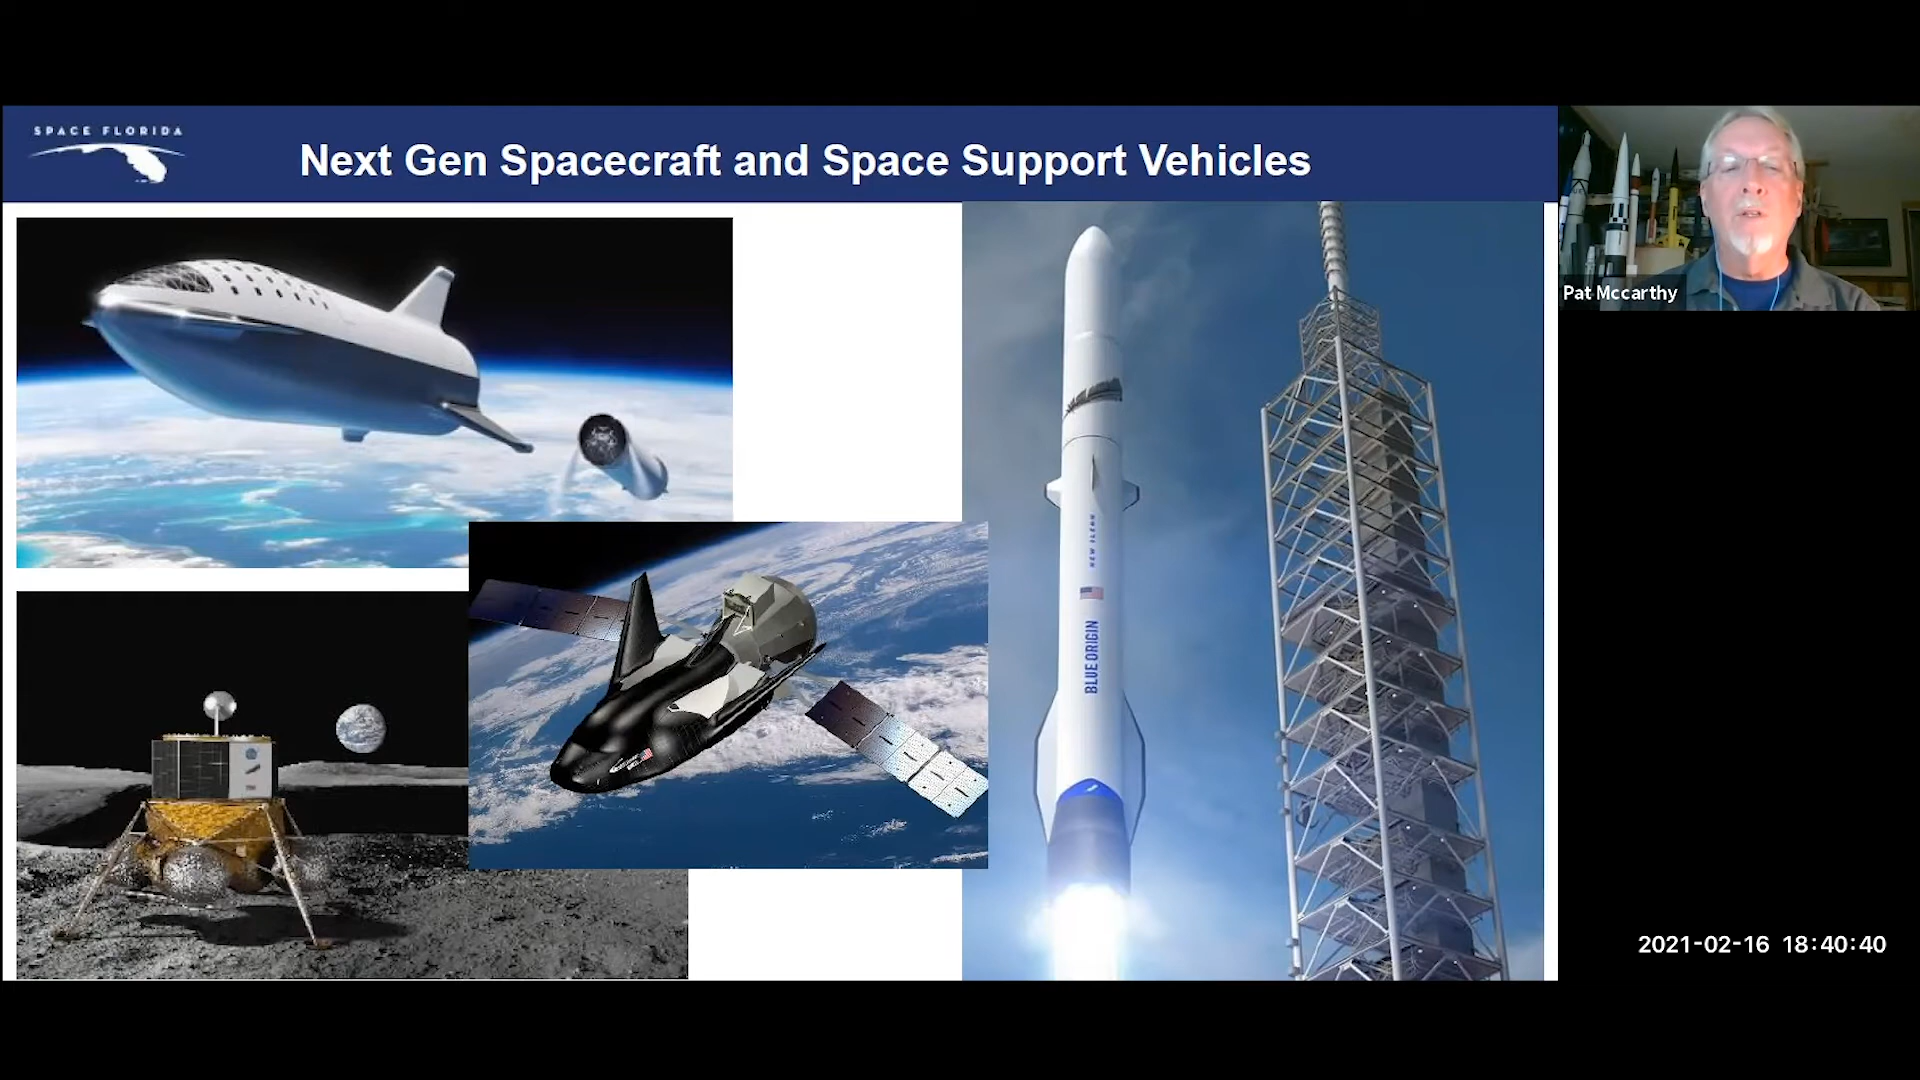 SPACE FLORIDA
Next Gen Spacecraft and Space Support Vehicles
NEW GLENN
BLUE ORIGIN
Pat Mccarthy
2021-02-16 18:40:40